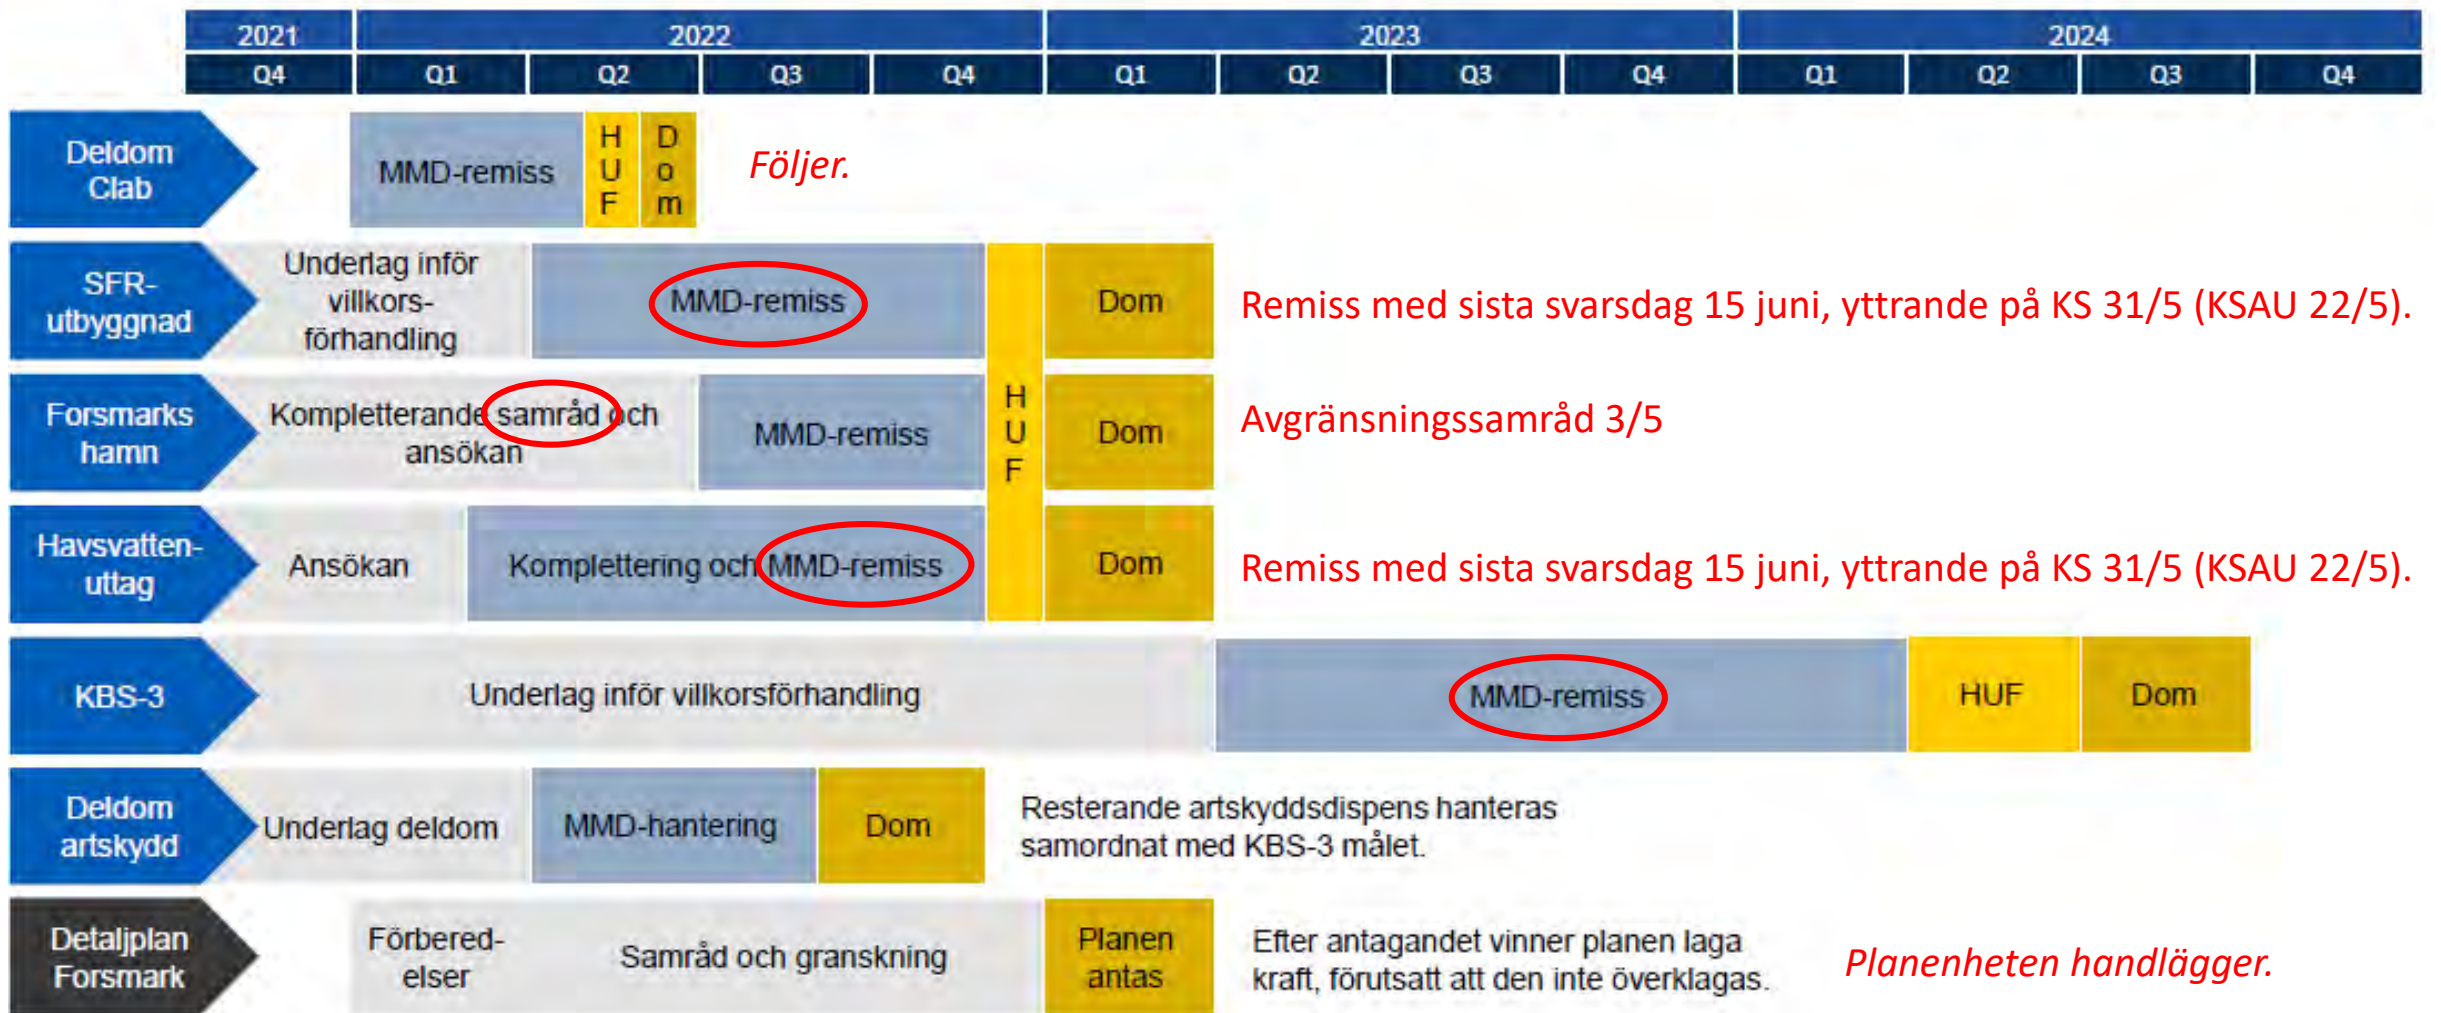 2021 2022 2023 2024
Q4 Q1 Q2 Q3 Q4 Q1 Q2 Q3 Q4 Q1 Q2 Q3 Q4
Deldom
Clab
MMD-remiss
HUF
Dom
Följer.
SFR-
utbyggnad
Underlag inför
villkors-
förhandling
MMD-remiss
HUF
Dom
Remiss med sista svarsdag 15 juni, yttrande på KS 31/5 (KSAU 22/5).
Forsmarks
hamn
Kompletterande samråd och
ansökan
MMD-remiss
Dom
Avgränsningssamråd 3/5
Havsvatten-
uttag
Ansökan
Komplettering och MMD-remiss
Dom
Remiss med sista svarsdag 15 juni, yttrande på KS 31/5 (KSAU 22/5).
KBS-3
Underlag inför villkorsförhandling
MMD-remiss
HUF
Dom
Deldom
artskydd
Underlag deldom
MMD-hantering
Dom
Resterande artskyddsdispens hanteras
samordnat med KBS-3 målet.
Detaljplan
Forsmark
Förbered-
elser
Samråd och granskning
Planen
antas
Efter antagandet vinner planen laga
kraft, förutsatt att den inte överklagas.
Planenheten handlägger.